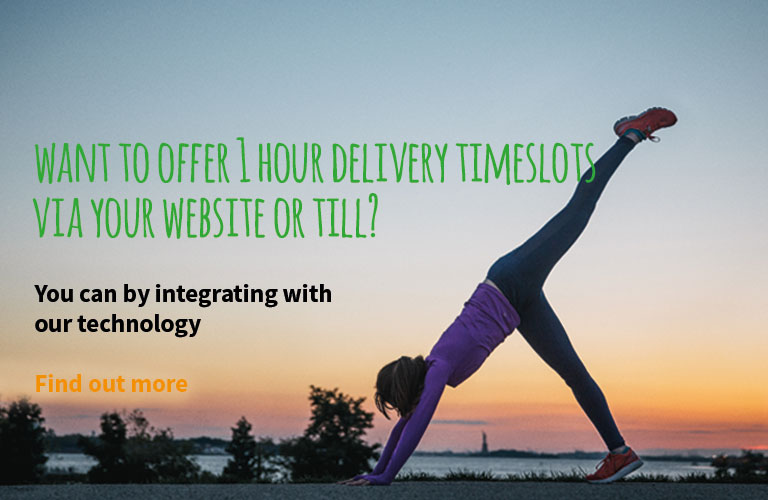 WANT TO OFFER 1 HOUR DELIVERY TIMESLOTS
VIA YOUR WEBSITE OR TILL?
You can by integrating with
our technology
Find out more